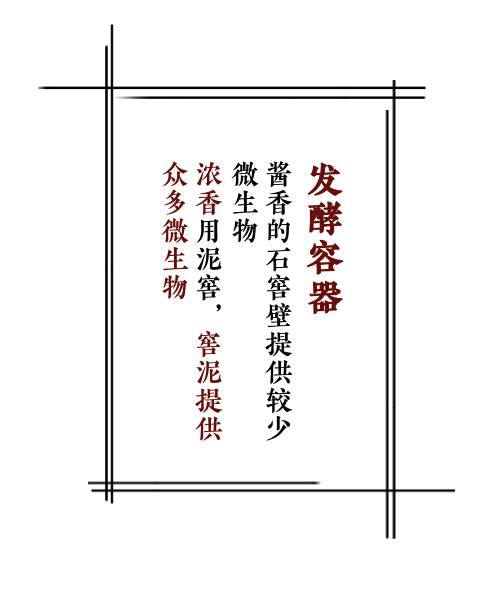 发酵容器
酱香的石窖壁提供较少
微生物
浓香用泥窖，窖泥提供
众多微生物